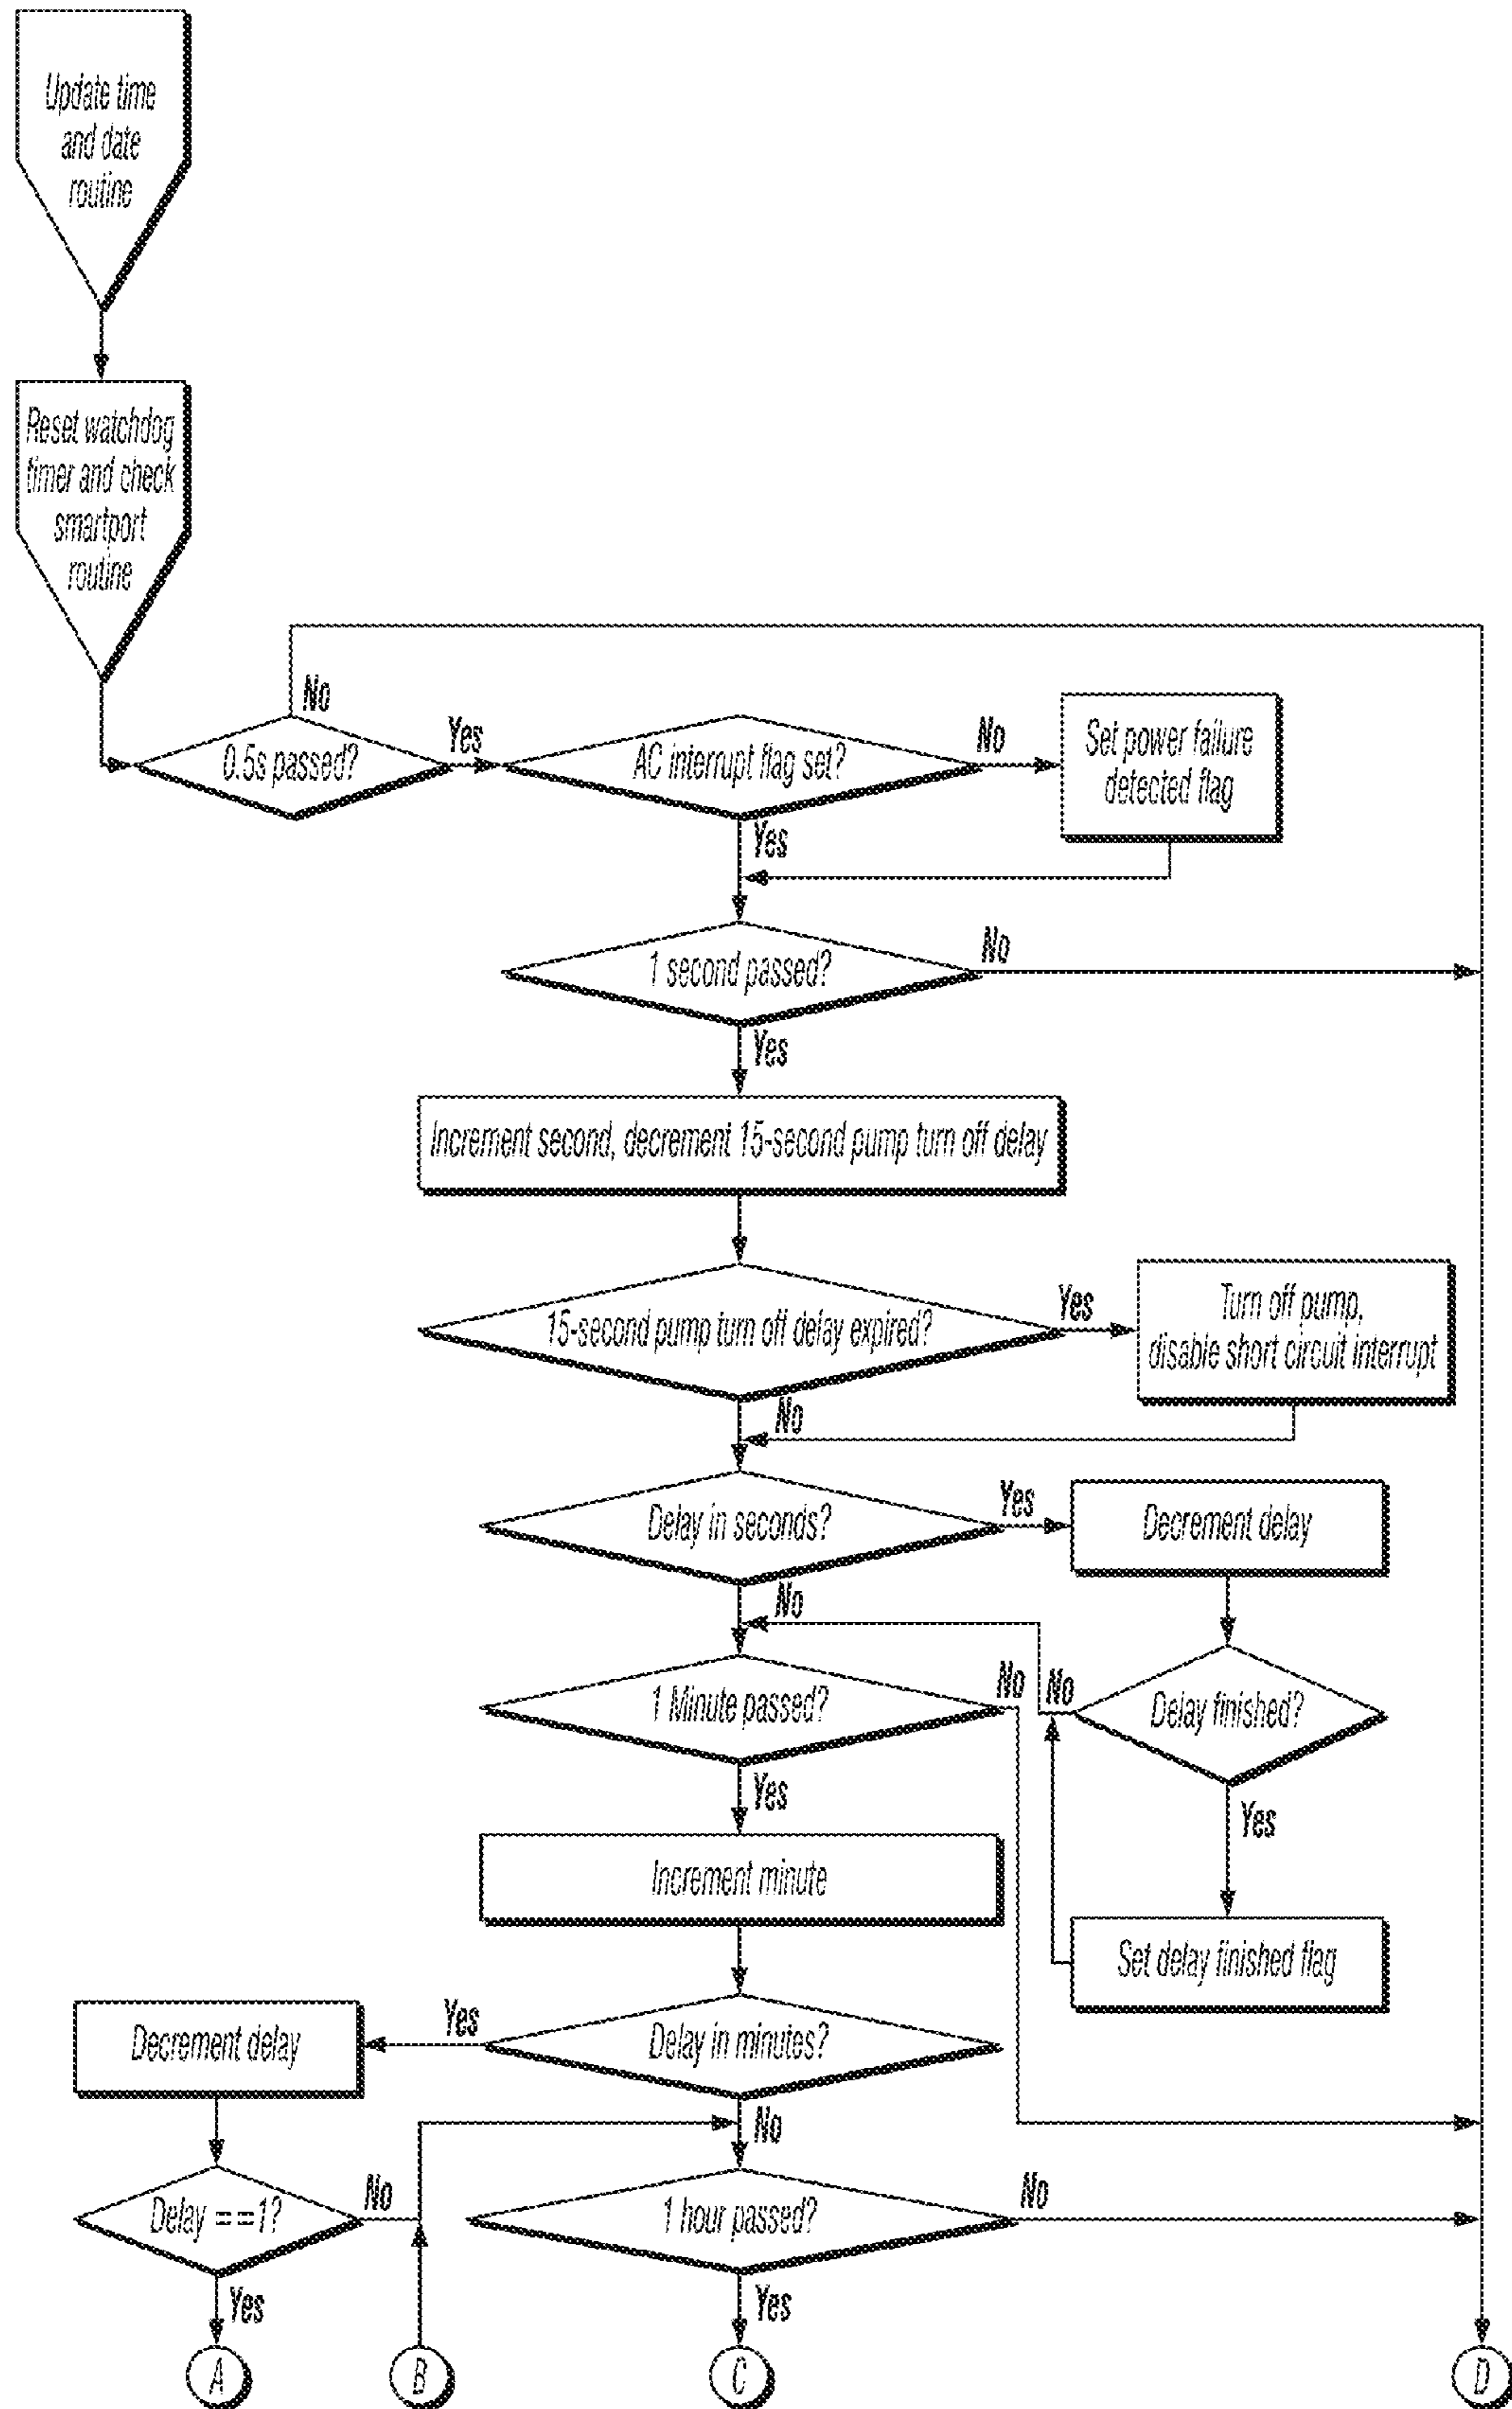 Update time
and date
routine
Reset watchdog
timer and check
smartport
routine
No
0.5s passed?
Yes
AC interrupt flag set?
No
Set power failure
detected flag
Yes
1 second passed?
No
Yes
Increment second, decrement 15-second pump turn off delay
15-second pump turn off delay expired?
Yes
Turn off pump,
disable short circuit interrupt
No
Delay in seconds?
Yes
Decrement delay
No
1 Minute passed?
No
No
Delay finished?
Yes
Yes
Increment minute
Set delay finished flag
Decrement delay
Yes
Delay in minutes?
No
Delay ==1?
No
1 hour passed?
No
Yes
Yes
A
B
C
D